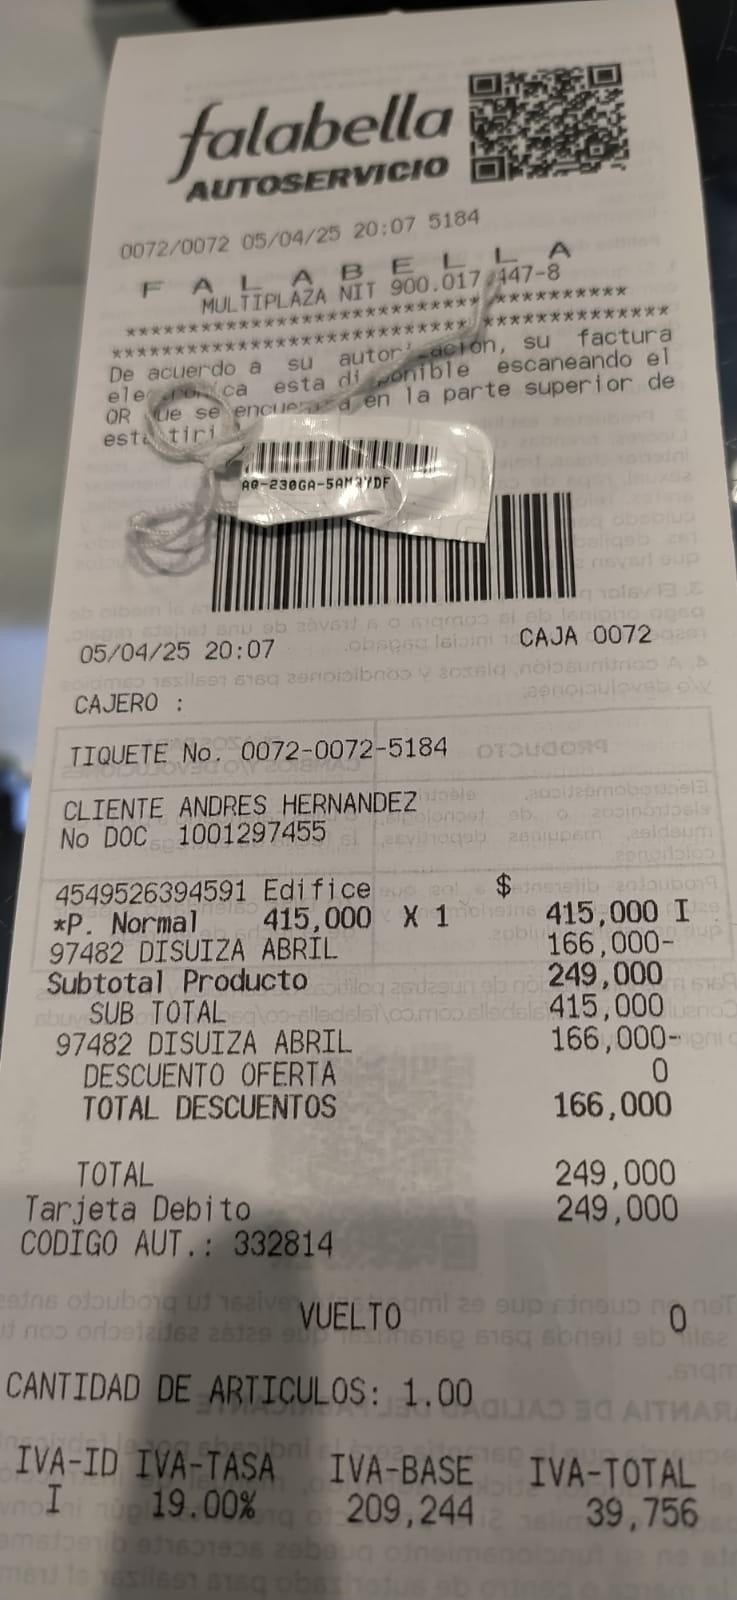 falabella
AUTOSERVICIO
0072/0072 05/04/25 20:07 5184
F A L A B E L L A
MULTIPLAZA NIT 900.017.447-8
****************************************
********************************************
De acuerdo a su factura
esta escaneando el
QR que se en la parte superior de
AQ-230GA-5AM
05/04/25 20:07 CAJA 0072
CAJERO :
TIQUETE No. 0072-0072-5184
CLIENTE ANDRES HERNANDEZ
No DOC 1001297455
4549526394591 Edifice $
*P. Normal 415,000 X 1 415,000 I
97482 DISUIZA ABRIL 166,000-
Subtotal Producto 249,000
SUB TOTAL 415,000
97482 DISUIZA ABRIL 166,000-
DESCUENTO OFERTA 0
TOTAL DESCUENTOS 166,000
TOTAL 249,000
Tarjeta Debito 249,000
CODIGO AUT.: 332814
VUELTO 0
CANTIDAD DE ARTICULOS: 1.00
IVA-ID IVA-TASA IVA-BASE IVA-TOTAL
I 19.00% 209,244 39,756